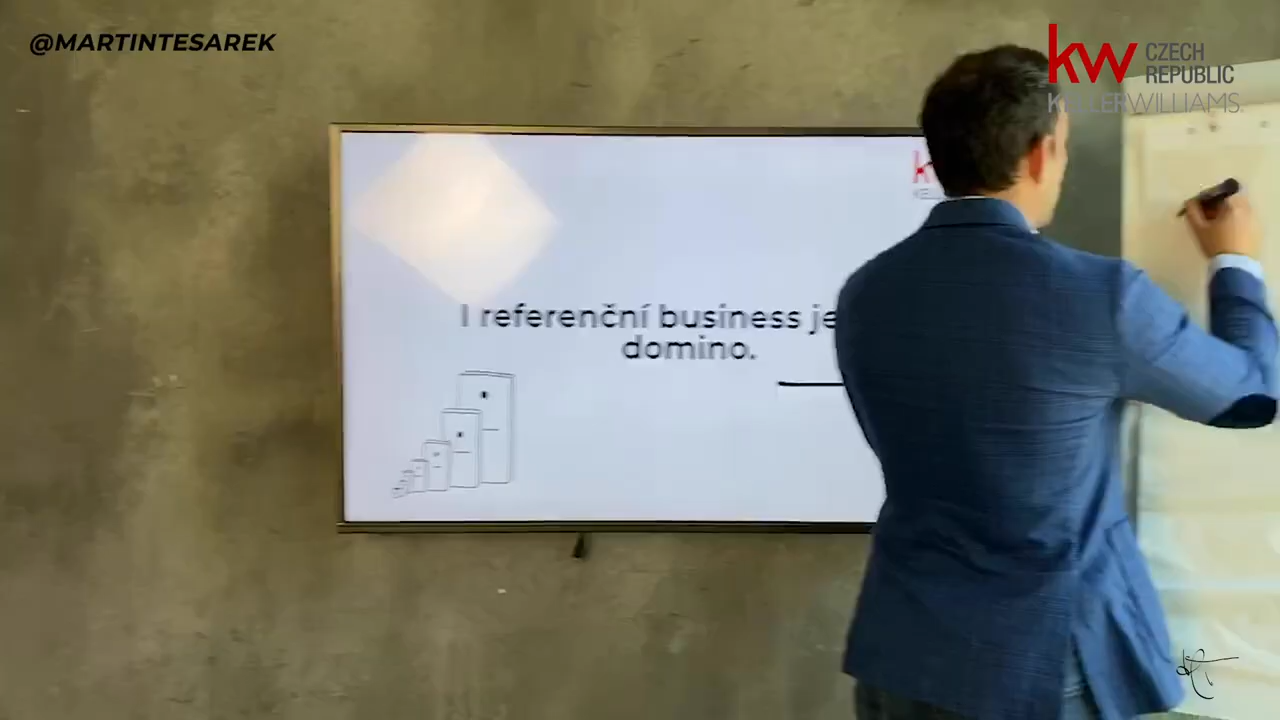 @MARTINTESAREK
kw CZECH
REPUBLIC
KELLERWILLIAMS.
I referenční business je
domino.